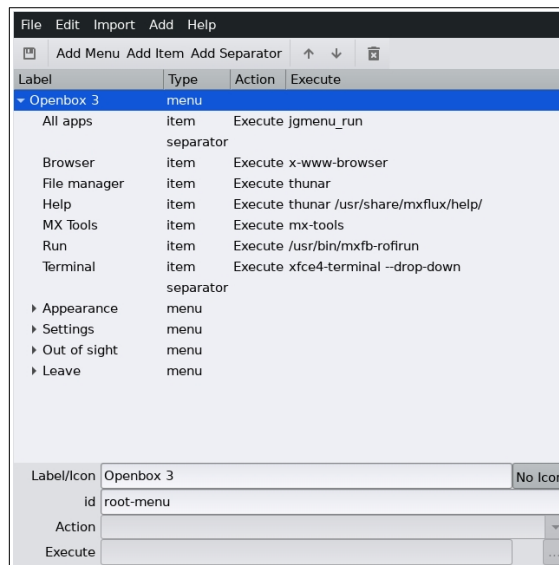 File Edit Import Add Help
Add Menu Add Item Add Separator
Label Type Action Execute
Openbox 3 menu
All apps item Execute jgmenu_run
separator
Browser item Execute x-www-browser
File manager item Execute thunar
Help item Execute thunar /usr/share/mxflux/help/
MX Tools item Execute mx-tools
Run item Execute /usr/bin/mxfb-rofirun
Terminal item Execute xfce4-terminal --drop-down
separator
Appearance menu
Settings menu
Out of sight menu
Leave menu
Label/Icon Openbox 3 No Icon
id root-menu
Action
Execute ...